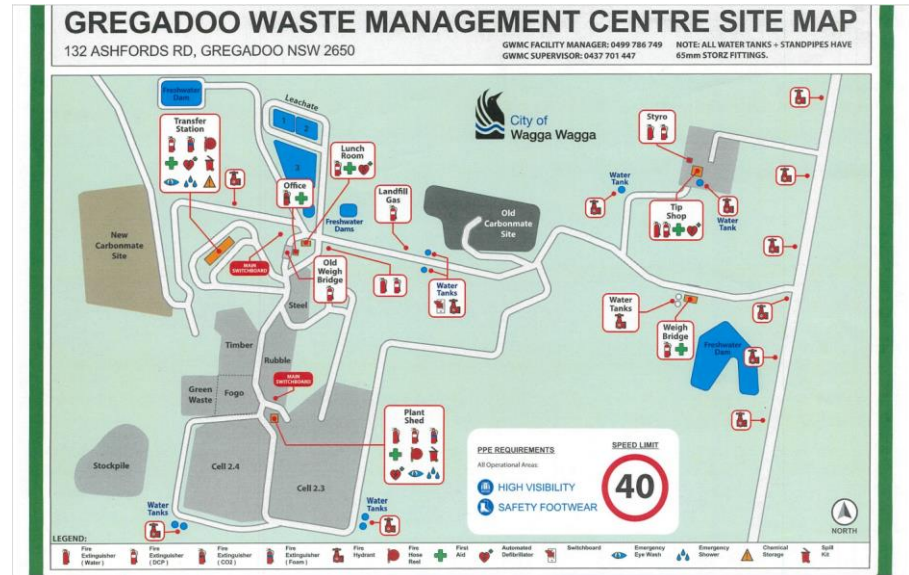 GREGADOO WASTE MANAGEMENT CENTRE SITE MAP
132 ASHFORDS RD, GREGADOO NSW 2650
GWMC FACILITY MANAGER: 0499 786 749
GWMC SUPERVISOR: 0437 701 447
NOTE: ALL WATER TANKS + STANDPIPES HAVE
65mm STORZ FITTINGS.
Freshwater
Dam
Leachate
1
2
3
Transfer
Station
Lunch
Room
Office
City of
Wagga Wagga
Styro
Water
Tank
Landfill
Gas
Freshwater
Dams
Old
Carbonmate
Site
Tip
Shop
Water
Tank
New
Carbonmate
Site
MAIN
SWITCHBOARD
Old
Weigh
Bridge
Water
Tanks
Steel
Water
Tanks
Weigh
Bridge
Freshwater
Dam
Timber
Rubble
MAIN
SWITCHBOARD
Green
Waste
Fogo
Plant
Shed
Stockpile
Cell 2.4
Cell 2.3
Water
Tanks
Water
Tanks
PPE REQUIREMENTS
All Operational Areas:
HIGH VISIBILITY
SAFETY FOOTWEAR
SPEED LIMIT
40
NORTH
LEGEND:
Fire
Extinguisher
( Water )
Fire
Extinguisher
( DCP )
Fire
Extinguisher
( CO2 )
Fire
Extinguisher
( Foam )
Fire
Hydrant
Fire
Hose
Reel
First
Aid
Automated
Defibrillator
Switchboard
Emergency
Eye Wash
Emergency
Shower
Chemical
Storage
Spill
Kit